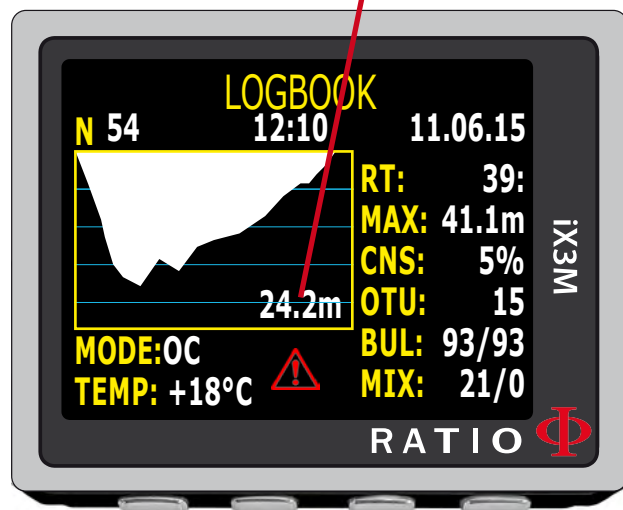 LOGBOOK
N 54 12:10 11.06.15
RT: 39:
MAX: 41.1m
CNS: 5%
24.2m OTU: 15
MODE:OC BUL: 93/93
TEMP: +18°C MIX: 21/0
iX3M
RATIO